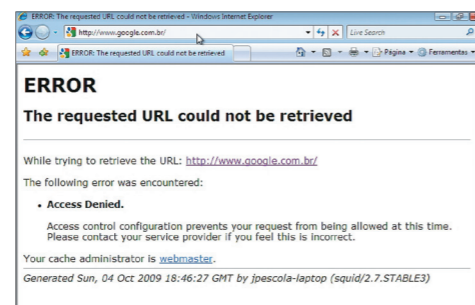 ERROR: The requested URL could not be retrieved - Windows Internet Explorer
http://www.google.com.br/
Live Search
ERROR: The requested URL could not be retrieved
Página
Ferramentas
ERROR
The requested URL could not be retrieved
While trying to retrieve the URL: http://www.google.com.br/
The following error was encountered:
• Access Denied.
Access control configuration prevents your request from being allowed at this time.
Please contact your service provider if you feel this is incorrect.
Your cache administrator is webmaster.
Generated Sun, 04 Oct 2009 18:46:27 GMT by jpescola-laptop (squid/2.7.STABLE3)